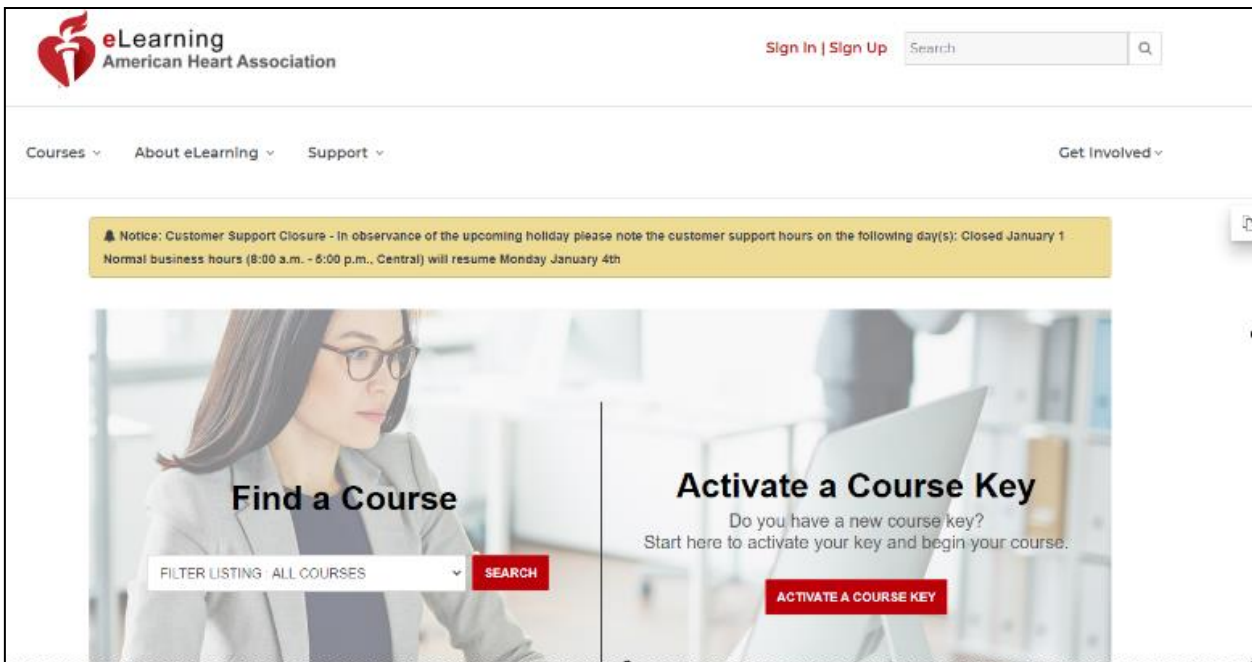 eLearning
American Heart Association
Sign In | Sign Up
Search
Courses
About eLearning
Support
Get Involved
Notice: Customer Support Closure - In observance of the upcoming holiday please note the customer support hours on the following day(s): Closed January 1
Normal business hours (8:00 a.m. - 5:00 p.m., Central) will resume Monday January 4th
Find a Course
FILTER LISTING : ALL COURSES
SEARCH
Activate a Course Key
Do you have a new course key?
Start here to activate your key and begin your course.
ACTIVATE A COURSE KEY